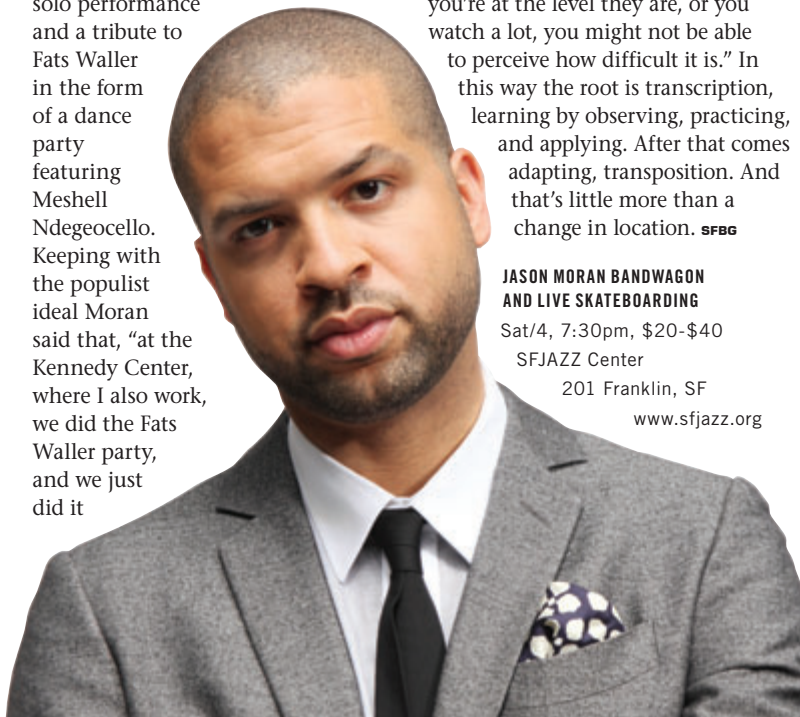 solo performance
and a tribute to
Fats Waller
in the form
of a dance
party
featuring
Meshell
Ndegeocello.
Keeping with
the populist
ideal Moran
said that, “at the
Kennedy Center,
where I also work,
we did the Fats
Waller party,
and we just
did it
you're at the level they are, or you
watch a lot, you might not be able
to perceive how difficult it is.” In
this way the root is transcription,
learning by observing, practicing,
and applying. After that comes
adapting, transposition. And
that's little more than a
change in location. SFBG
JASON MORAN BANDWAGON
AND LIVE SKATEBOARDING
Sat/4, 7:30pm, $20-$40
SFJAZZ Center
201 Franklin, SF
www.sfjazz.org